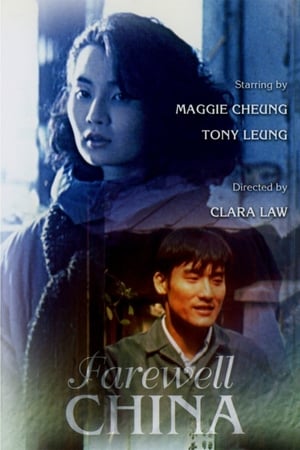 Starring by
MAGGIE CHEUNG
TONY LEUNG
Directed by
CLARA LAW
Farewell
CHINA